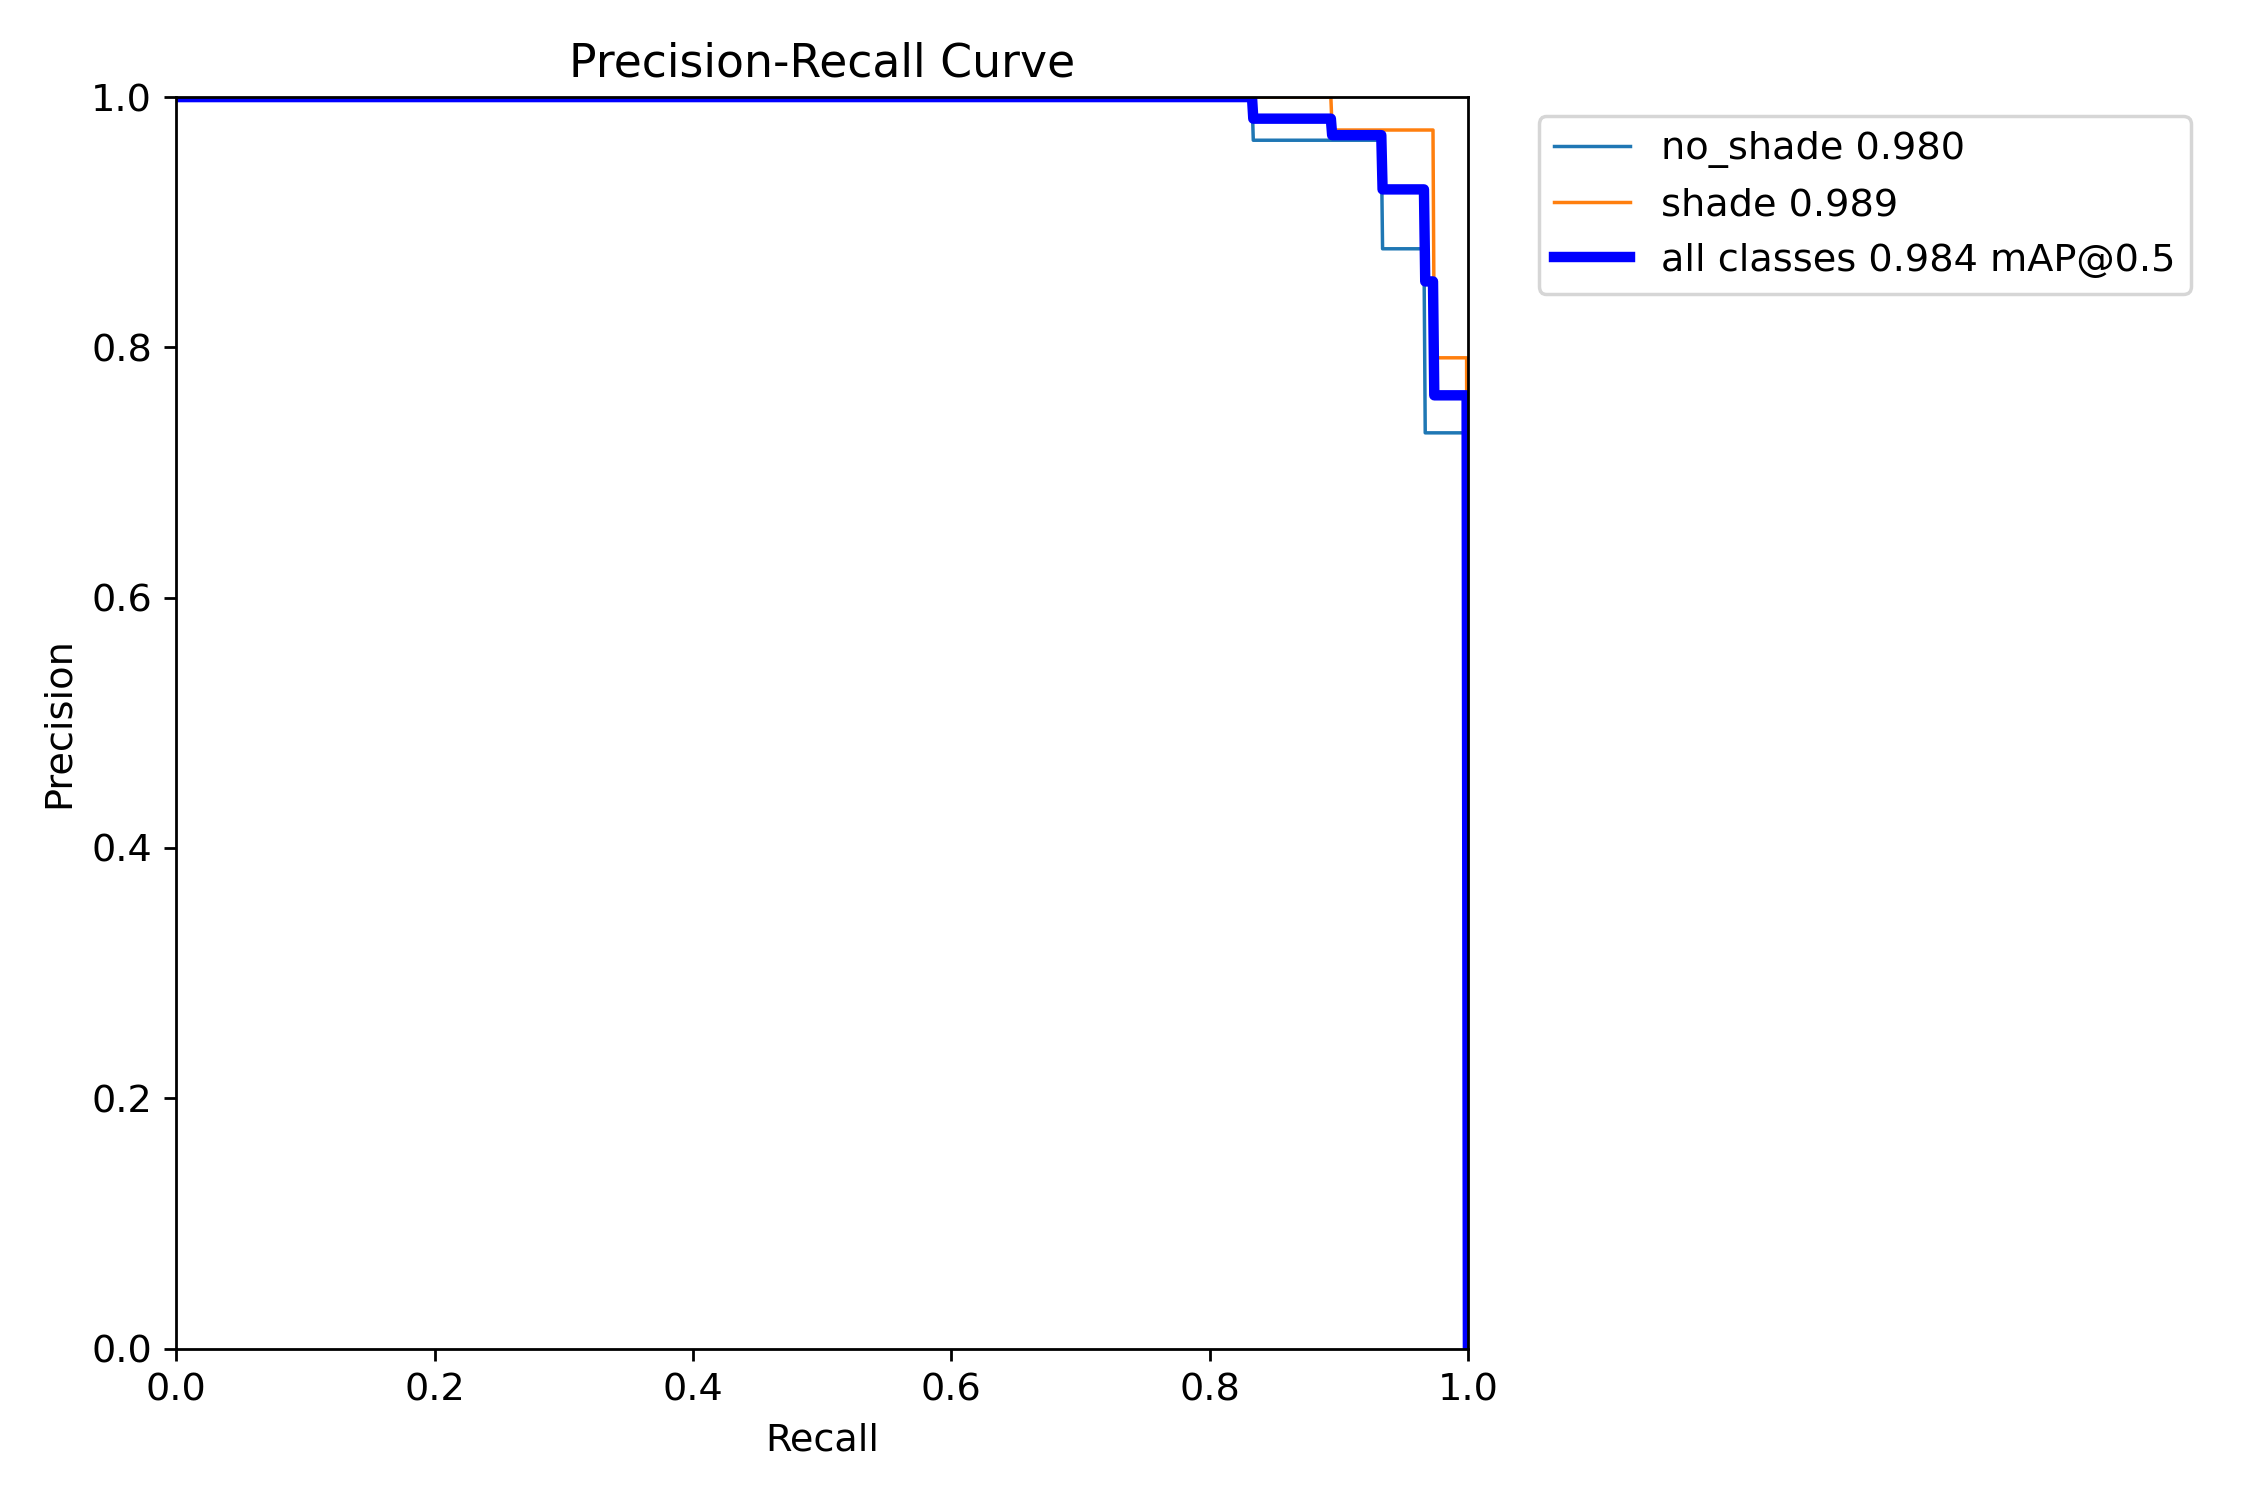 Precision-Recall Curve
1.0
0.8
0.6
0.4
0.2
0.0
Precision
0.0 0.2 0.4 0.6 0.8 1.0
Recall
no_shade 0.980
shade 0.989
all classes 0.984 mAP@0.5